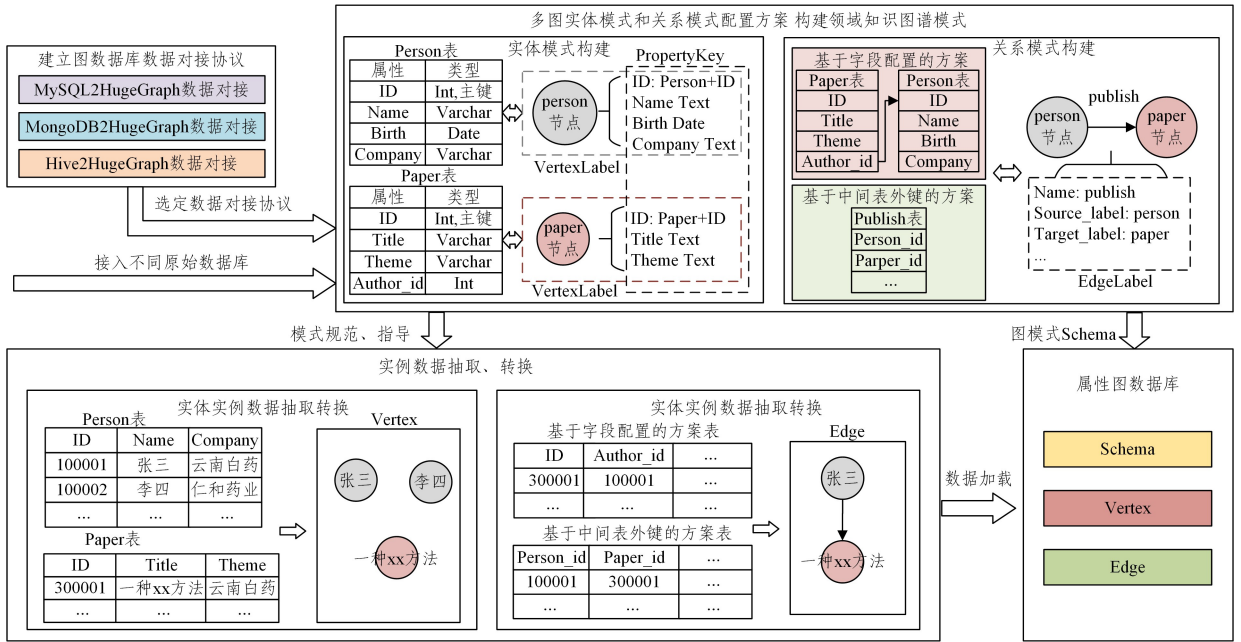 多图实体模式和关系模式配置方案 构建领域知识图谱模式
建立图数据库数据对接协议
MySQL2HugeGraph数据对接
MongoDB2HugeGraph数据对接
Hive2HugeGraph数据对接
选定数据对接协议
接入不同原始数据库
实体模式构建
Person表
属性 类型
ID Int,主键
Name Varchar
Birth Date
Company Varchar
Paper表
属性 类型
ID Int,主键
Title Varchar
Theme Varchar
Author_id Int
PropertyKey
person
节点
ID: Person+ID
Name Text
Birth Date
Company Text
VertexLabel
paper
节点
ID: Paper+ID
Title Text
Theme Text
VertexLabel
关系模式构建
基于字段配置的方案
Paper表 Person表
ID ID
Title Name
Theme Birth
Author_id Company
基于中间表外键的方案
Publish表
Person_id
Parper_id
...
publish
person
节点
paper
节点
Name: publish
Source_label: person
Target_label: paper
...
EdgeLabel
模式规范、指导
图模式Schema
实例数据抽取、转换
实体实例数据抽取转换
Person表
ID Name Company
100001 张三 云南白药
100002 李四 仁和药业
... ... ...
Paper表
ID Title Theme
300001 一种xx方法 云南白药
... ... ...
Vertex
张三
李四
一种xx方法
实体实例数据抽取转换
基于字段配置的方案表
ID Author_id ...
300001 100001 ...
... ... ...
基于中间表外键的方案表
Person_id Paper_id ...
100001 300001 ...
... ... ...
Edge
张三
一种xx方法
数据加载
属性图数据库
Schema
Vertex
Edge